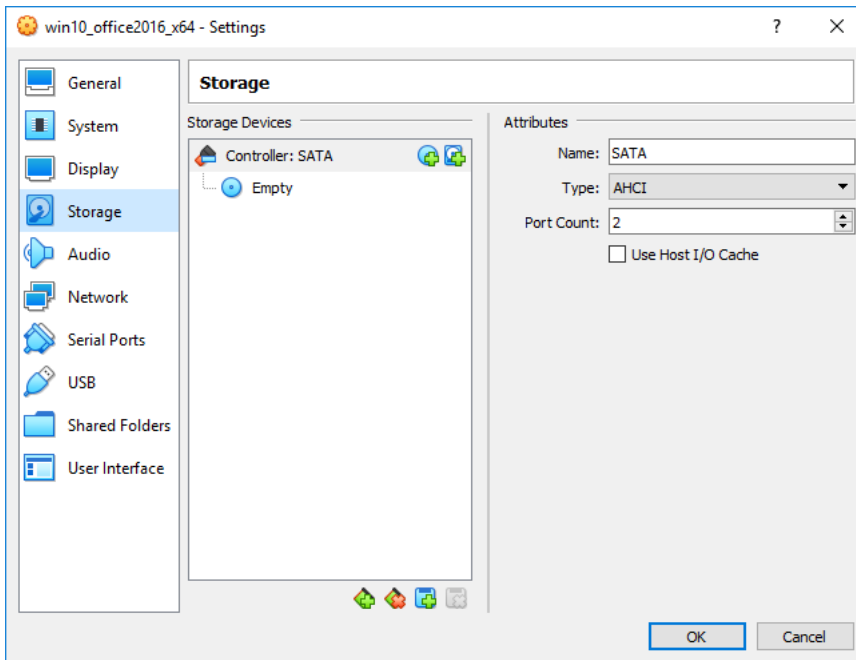 win10_office2016_x64 - Settings
?
General
System
Display
Storage
Audio
Network
Serial Ports
USB
Shared Folders
User Interface
Storage
Storage Devices
Controller: SATA
Empty
Attributes
Name: SATA
Type: AHCI
Port Count: 2
Use Host I/O Cache
OK Cancel